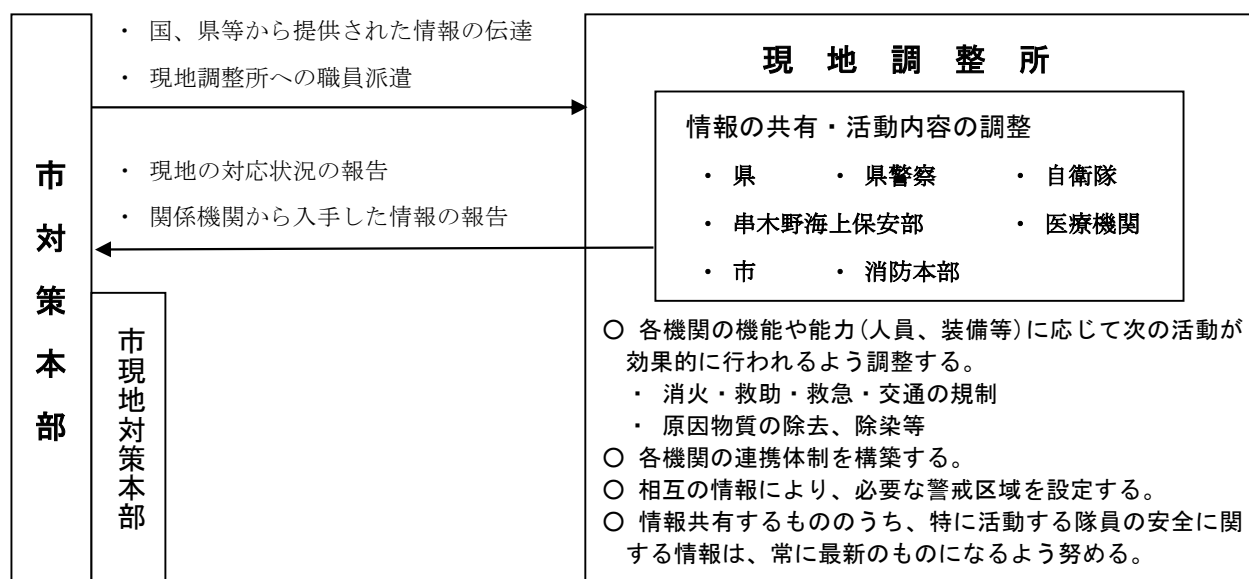 ・ 国、県等から提供された情報の伝達
・ 現地調整所への職員派遣
・ 現地の対応状況の報告
・ 関係機関から入手した情報の報告
市対策本部
市現地対策本部
現地調整所
情報の共有・活動内容の調整
・ 県 ・ 県警察 ・ 自衛隊
・ 串木野海上保安部 ・ 医療機関
・ 市 ・ 消防本部
〇 各機関の機能や能力(人員、装備等)に応じて次の活動が
効果的に行われるよう調整する。
・ 消火・救助・救急・交通の規制
・ 原因物質の除去、除染等
〇 各機関の連携体制を構築する。
〇 相互の情報により、必要な警戒区域を設定する。
〇 情報共有するもののうち、特に活動する隊員の安全に関
する情報は、常に最新のものになるよう努める。